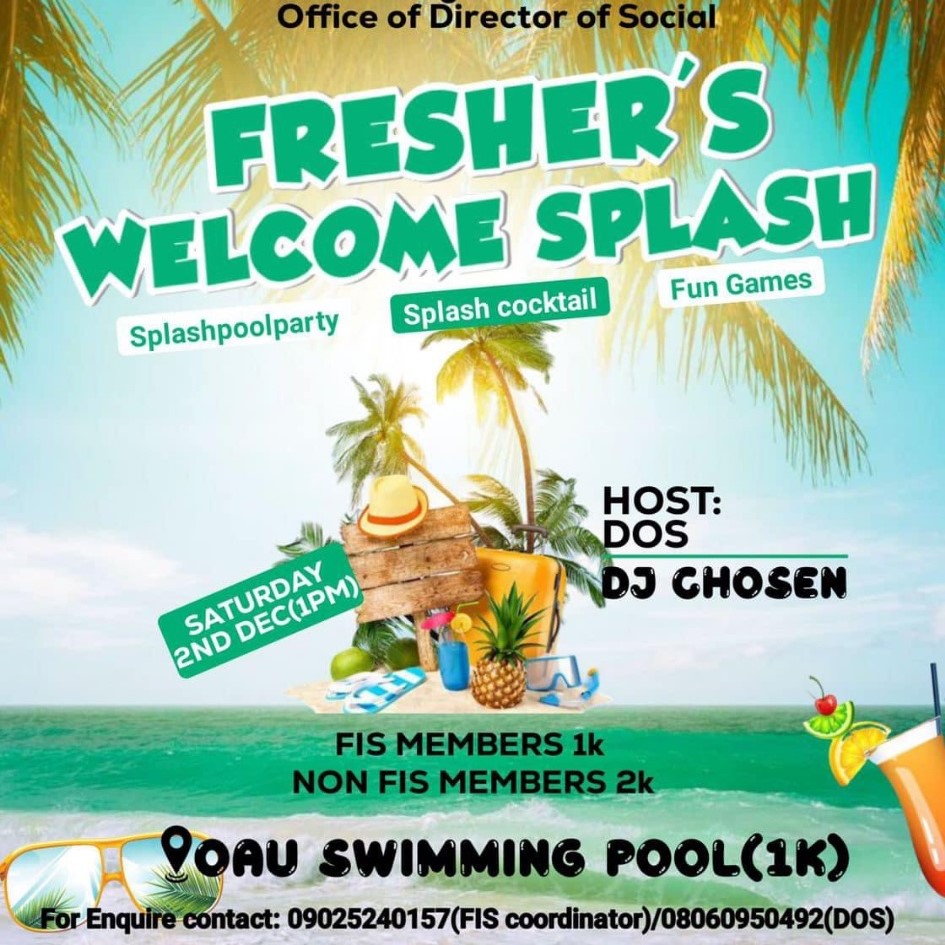 Office of Director of Social
FRESHER'S
WELCOME SPLASH
Splashpoolparty
Splash cocktail
Fun Games
HOST:
DOS
DJ CHOSEN
SATURDAY
2ND DEC(1PM)
FIS MEMBERS 1k
NON FIS MEMBERS 2k
OAU SWIMMING POOL(1K)
For Enquire contact: 09025240157(FIS coordinator)/08060950492(DOS)